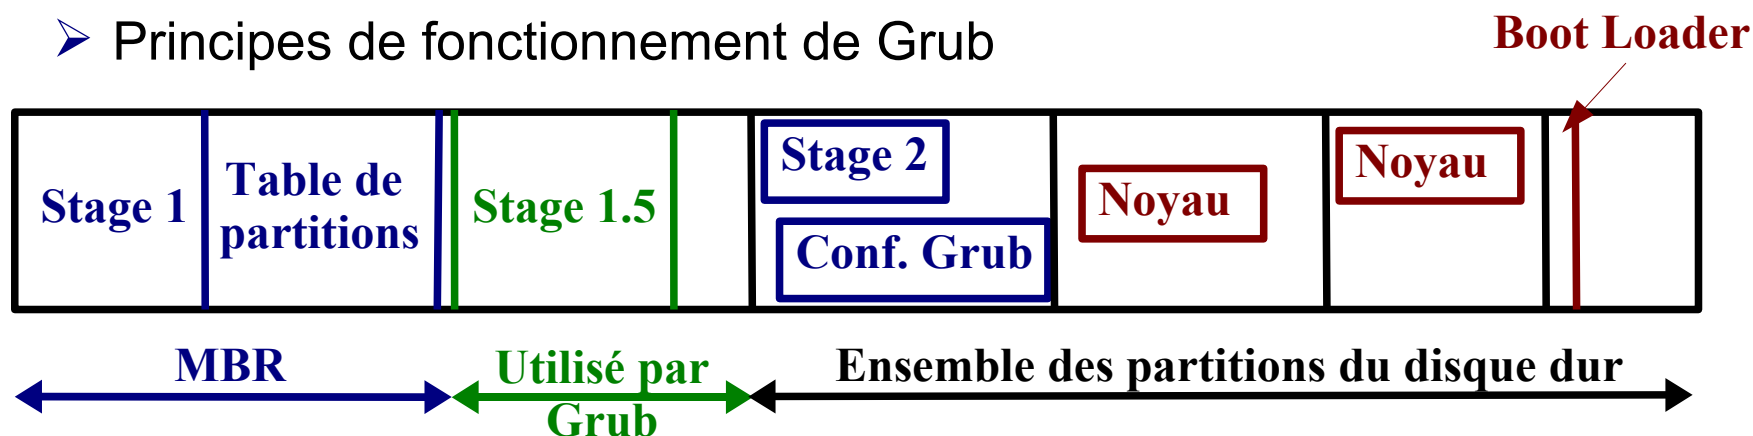 Principes de fonctionnement de Grub
Boot Loader
Stage 1
Table de
partitions
Stage 1.5
Stage 2
Conf. Grub
Noyau
Noyau
MBR
Utilisé par
Grub
Ensemble des partitions du disque dur